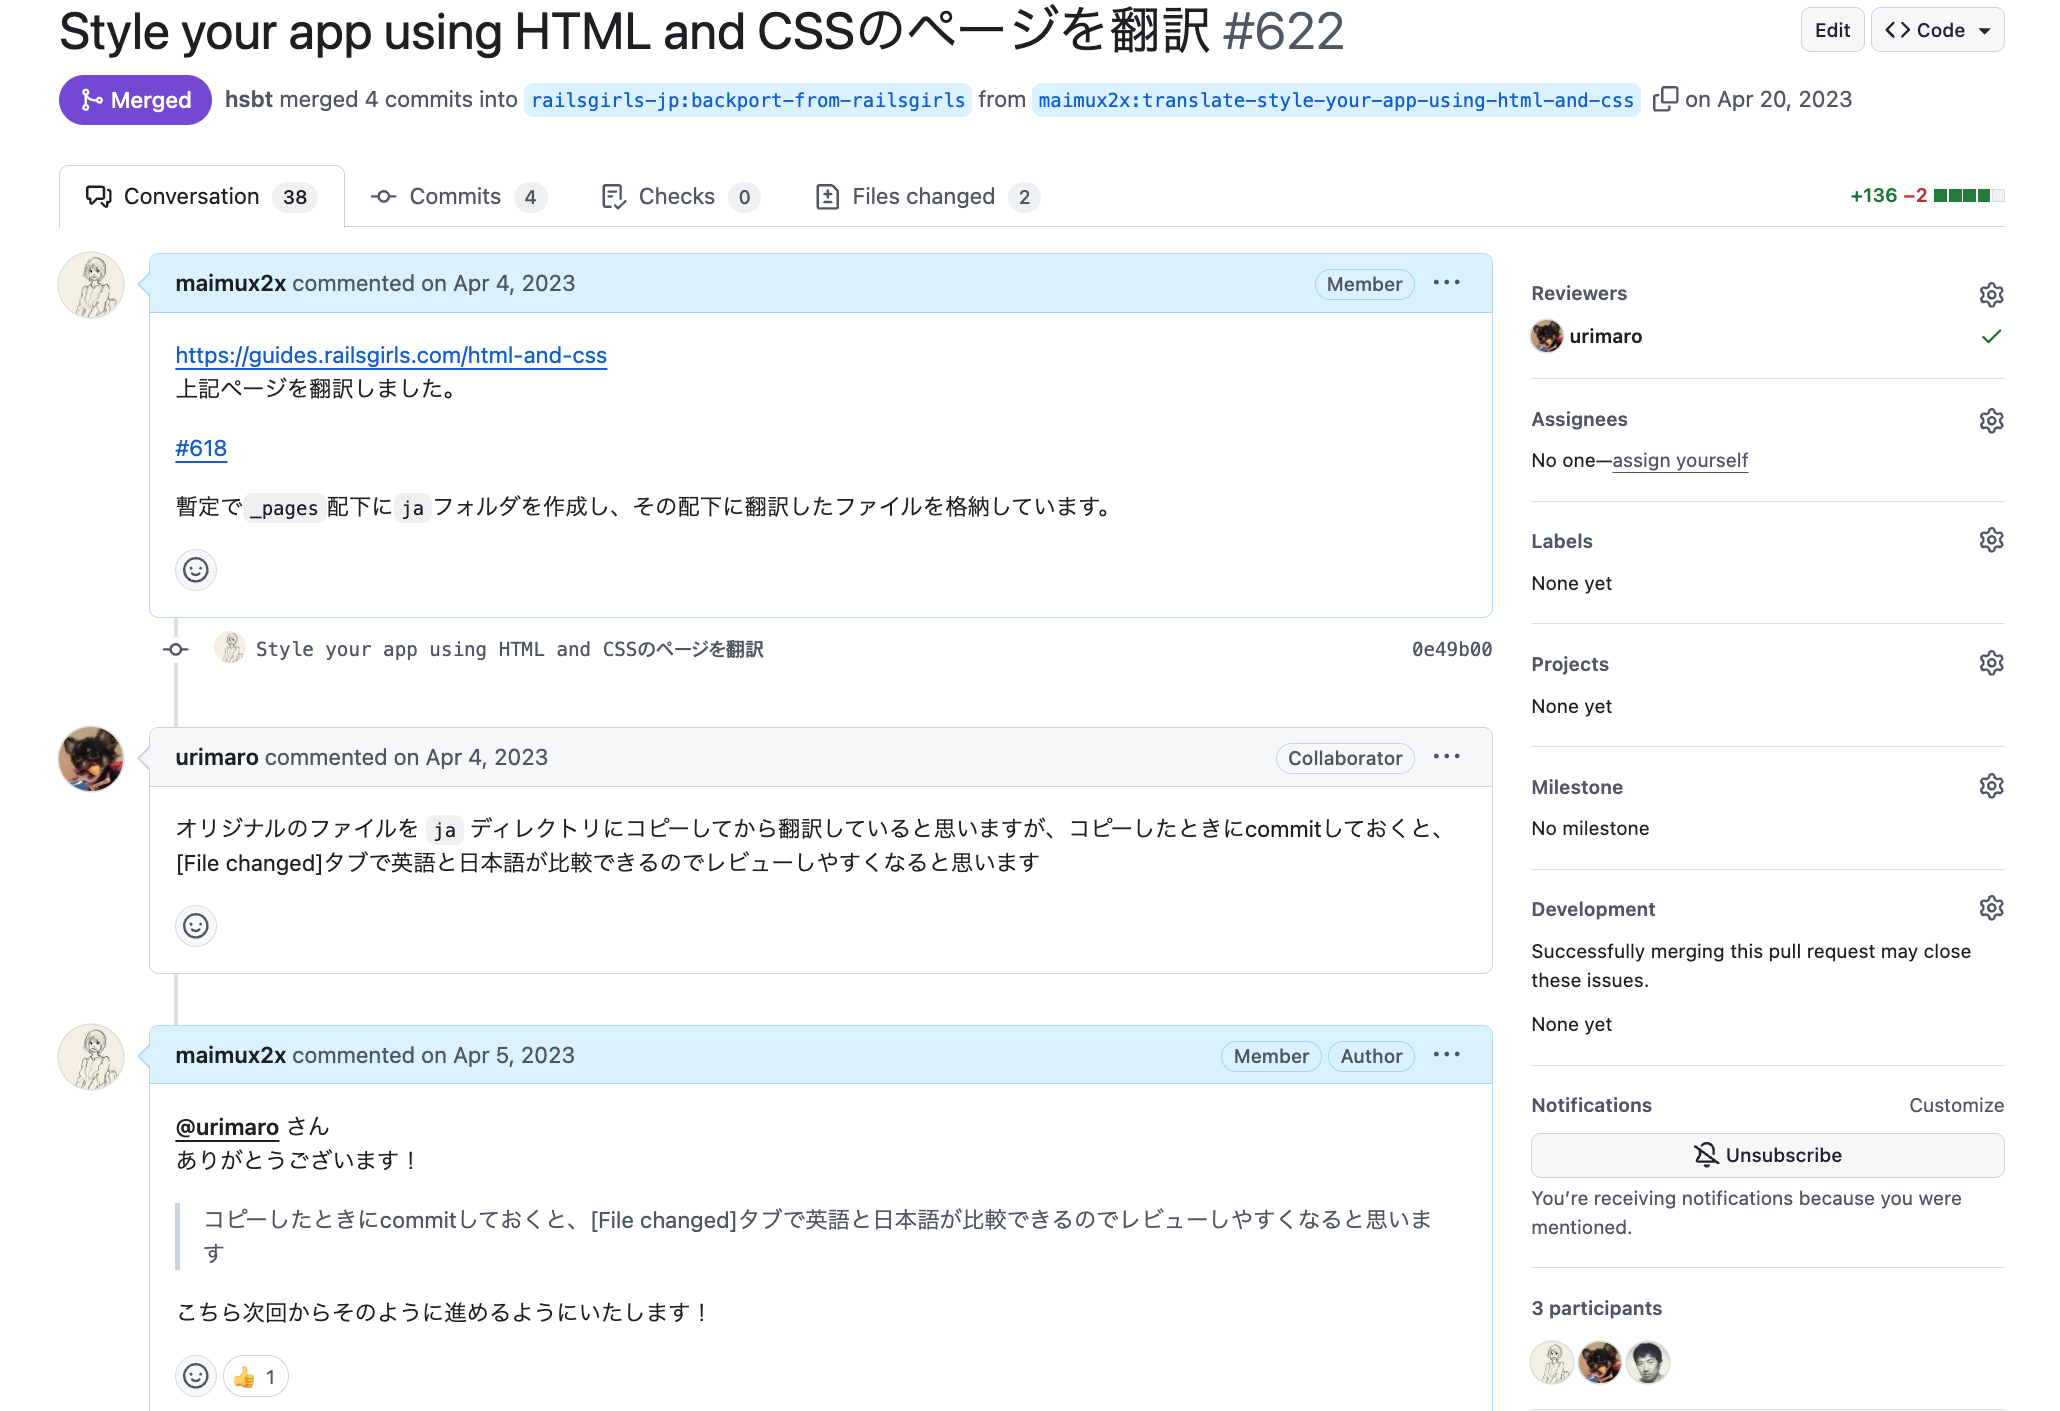 Style your app using HTML and CSSのページを翻訳 #622
Edit
Code
Merged
hsbt merged 4 commits into railsgirls-jp:backport-from-railsgirls from maimux2x:translate-style-your-app-using-html-and-css on Apr 20, 2023
Conversation 38
Commits 4
Checks 0
Files changed 2
+136 −2
maimux2x commented on Apr 4, 2023
Member
https://guides.railsgirls.com/html-and-css
上記ページを翻訳しました。
#618
暫定で_pages配下にjaフォルダを作成し、その配下に翻訳したファイルを格納しています。
Style your app using HTML and CSSのページを翻訳
0e49b00
urimaro commented on Apr 4, 2023
Collaborator
オリジナルのファイルを ja ディレクトリにコピーしてから翻訳していると思いますが、コピーしたときにcommitしておくと、
[File changed]タブで英語と日本語が比較できるのでレビューしやすくなると思います
maimux2x commented on Apr 5, 2023
Member
Author
@urimaro さん
ありがとうございます！
コピーしたときにcommitしておくと、[File changed]タブで英語と日本語が比較できるのでレビューしやすくなると思いま
す
こちら次回からそのように進めるようにいたします！
👍 1
Reviewers
urimaro
Assignees
No one—assign yourself
Labels
None yet
Projects
None yet
Milestone
No milestone
Development
Successfully merging this pull request may close
these issues.
None yet
Notifications
Customize
Unsubscribe
You’re receiving notifications because you were
mentioned.
3 participants